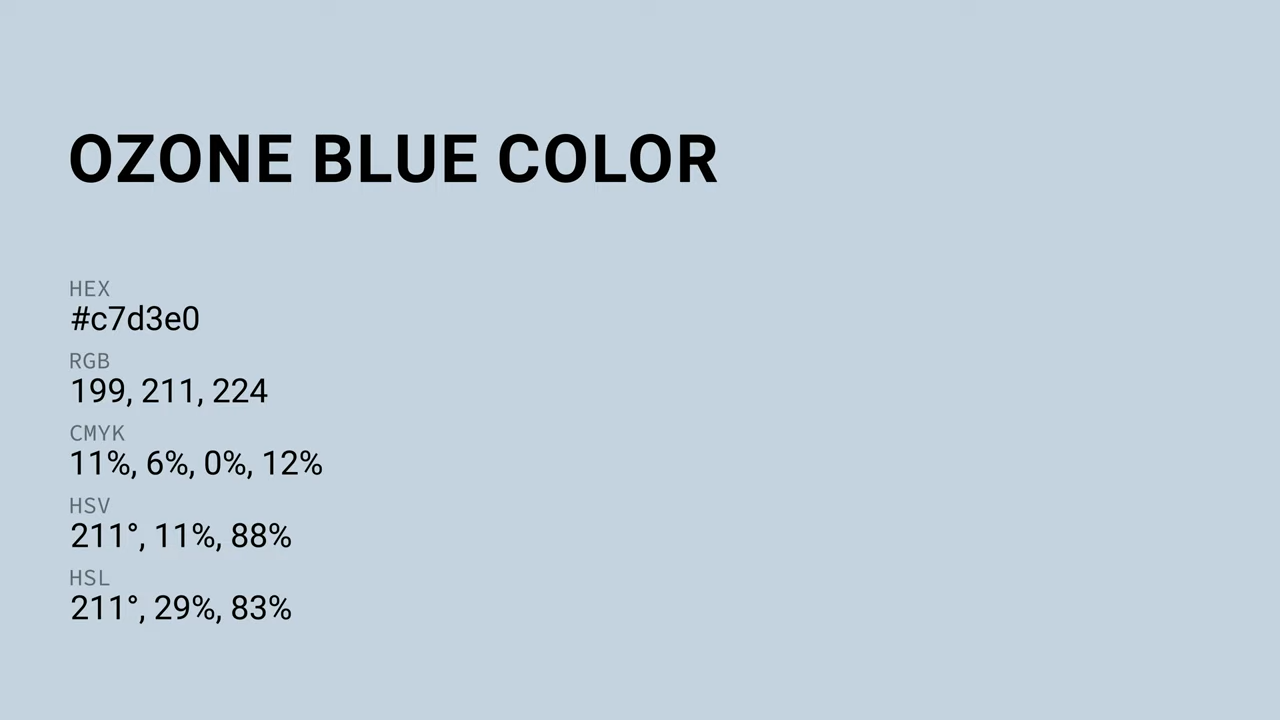 OZONE BLUE COLOR
HEX
#c7d3e0
RGB
199, 211, 224
CMYK
11%, 6%, 0%, 12%
HSV
211°, 11%, 88%
HSL
211°, 29%, 83%